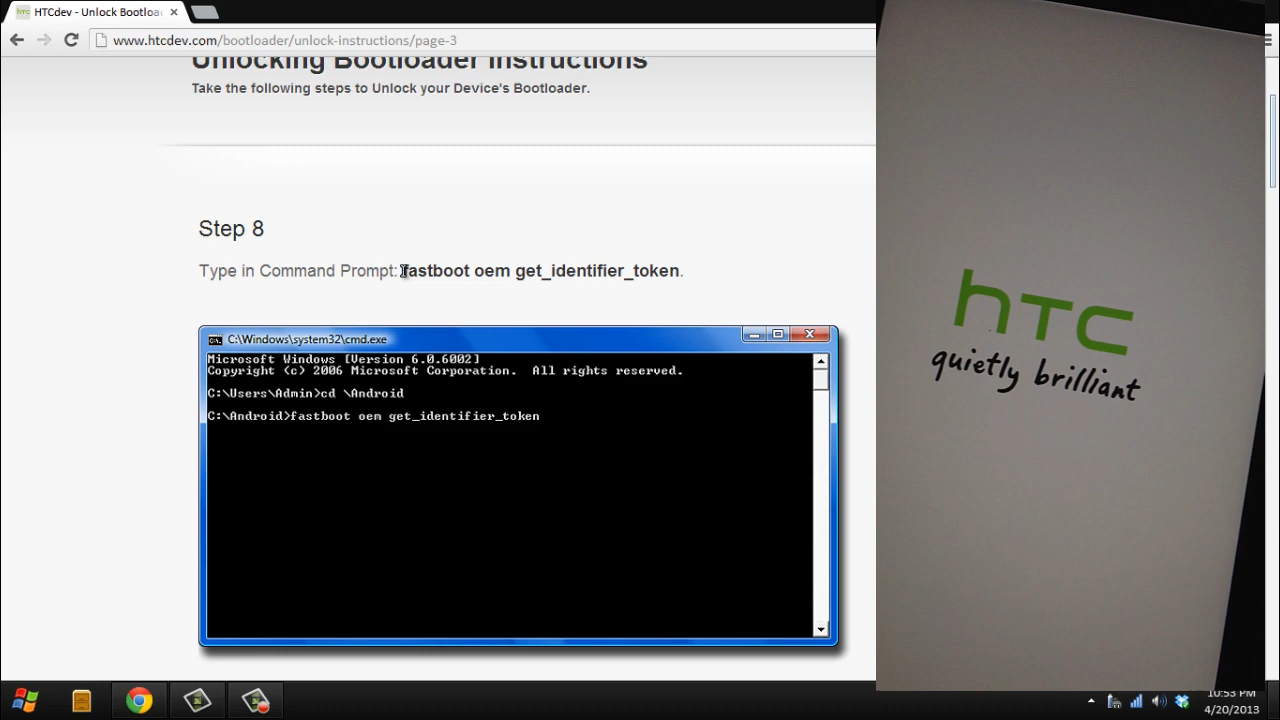 HTCdev - Unlock Bootloa
www.htcdev.com/bootloader/unlock-instructions/page-3
Unlocking Bootloader Instructions
Take the following steps to Unlock your Device's Bootloader.
Step 8
Type in Command Prompt: fastboot oem get_identifier_token.
C:\Windows\system32\cmd.exe
Microsoft Windows [Version 6.0.6002]
Copyright (c) 2006 Microsoft Corporation. All rights reserved.
C:\Users\Admin>cd \Android
C:\Android>fastboot oem get_identifier_token
hTC
quietly brilliant
10:53 PM
4/20/2013